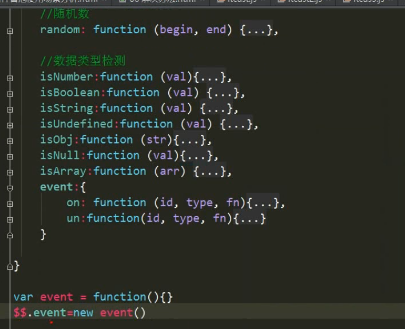 //随机数
random: function (begin, end) {...},
//数据类型检测
isNumber:function (val){...},
isBoolean:function (val) {...},
isString:function (val) {...},
isUndefined:function (val) {...},
isObj:function (str){...},
isNull:function (val){...},
isArray:function (arr) {...},
event:{
on: function (id, type, fn){...},
un:function(id, type, fn){...}
}
}
var event = function(){}
$$.event=new event()